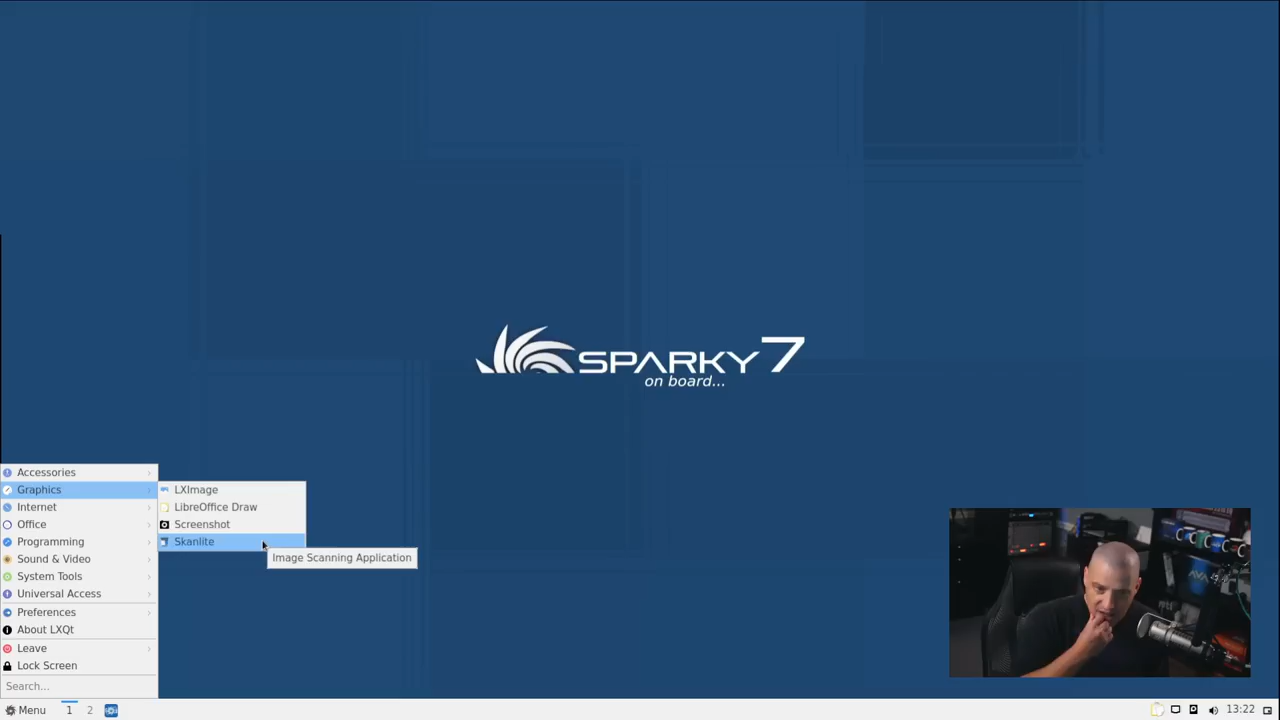 SPARKY 7
on board...
Accessories
Graphics
Internet
Office
Programming
Sound & Video
System Tools
Universal Access
Preferences
About LXQt
Leave
Lock Screen
Search...
LXImage
LibreOffice Draw
Screenshot
Skanlite
Image Scanning Application
Menu
1
2
13:22